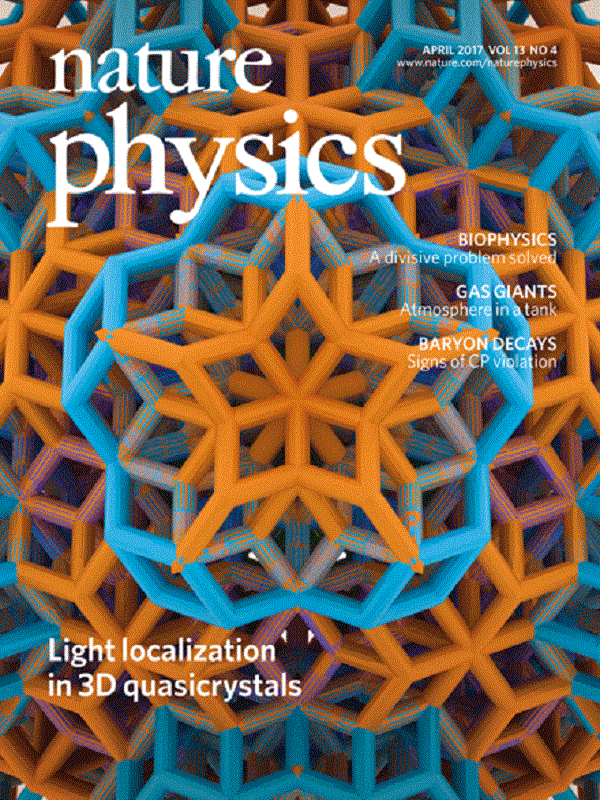 nature
physics
APRIL 2017 VOL 13 NO 4
www.nature.com/naturephysics
BIOPHYSICS
A divisive problem solved
GAS GIANTS
Atmosphere in a tank
BARYON DECAYS
Signs of CP violation
Light localization
in 3D quasicrystals